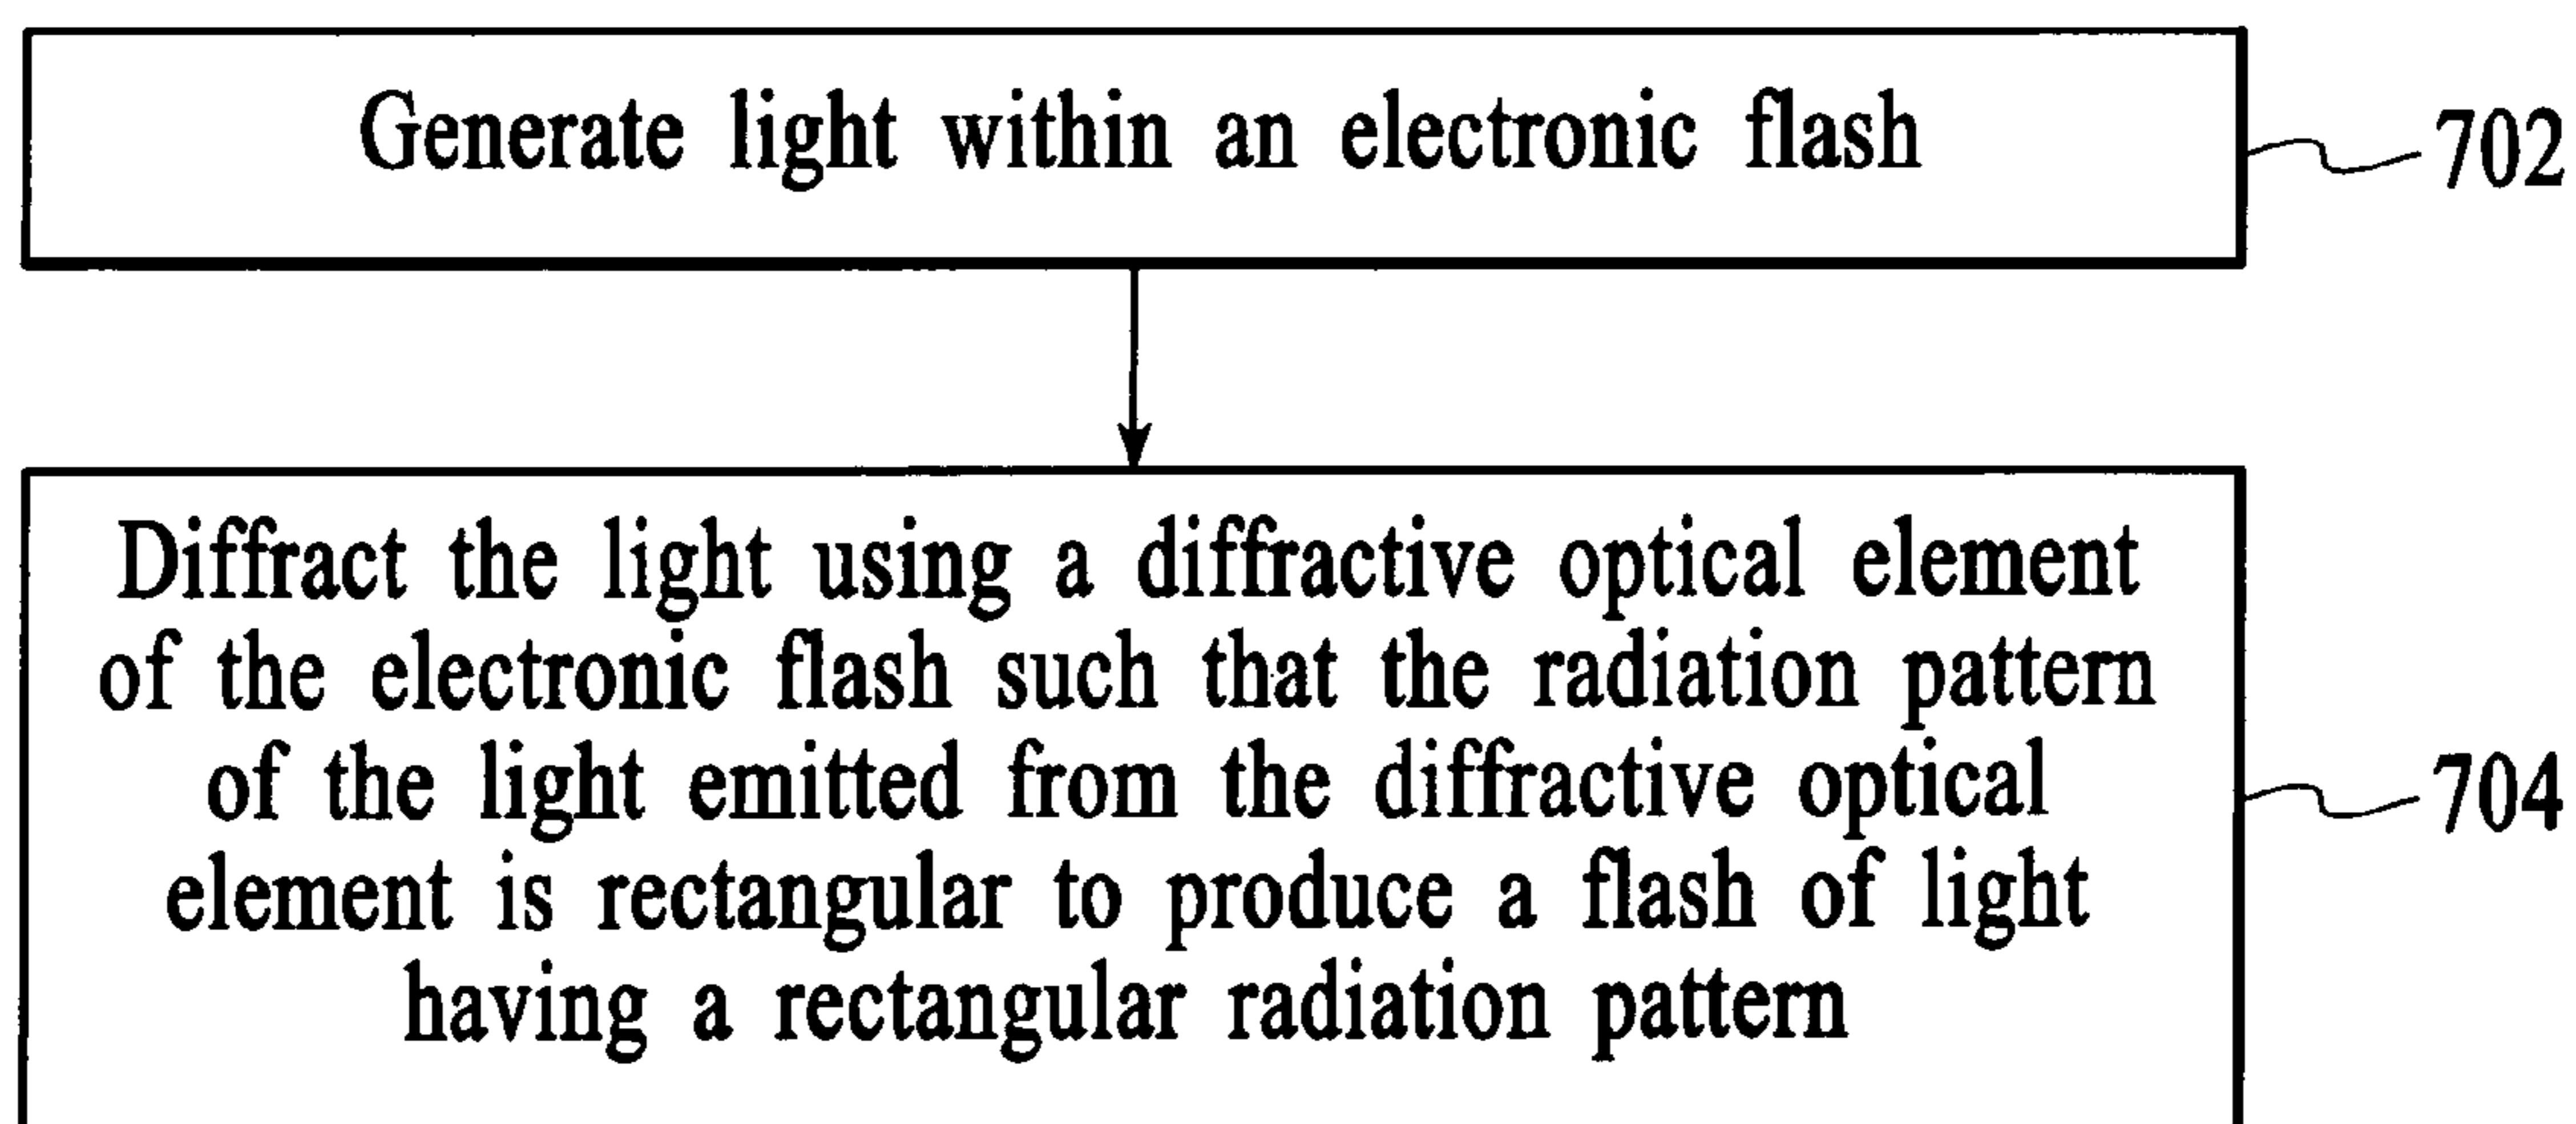 Generate light within an electronic flash
702
Diffract the light using a diffractive optical element
of the electronic flash such that the radiation pattern
of the light emitted from the diffractive optical
element is rectangular to produce a flash of light
having a rectangular radiation pattern
704